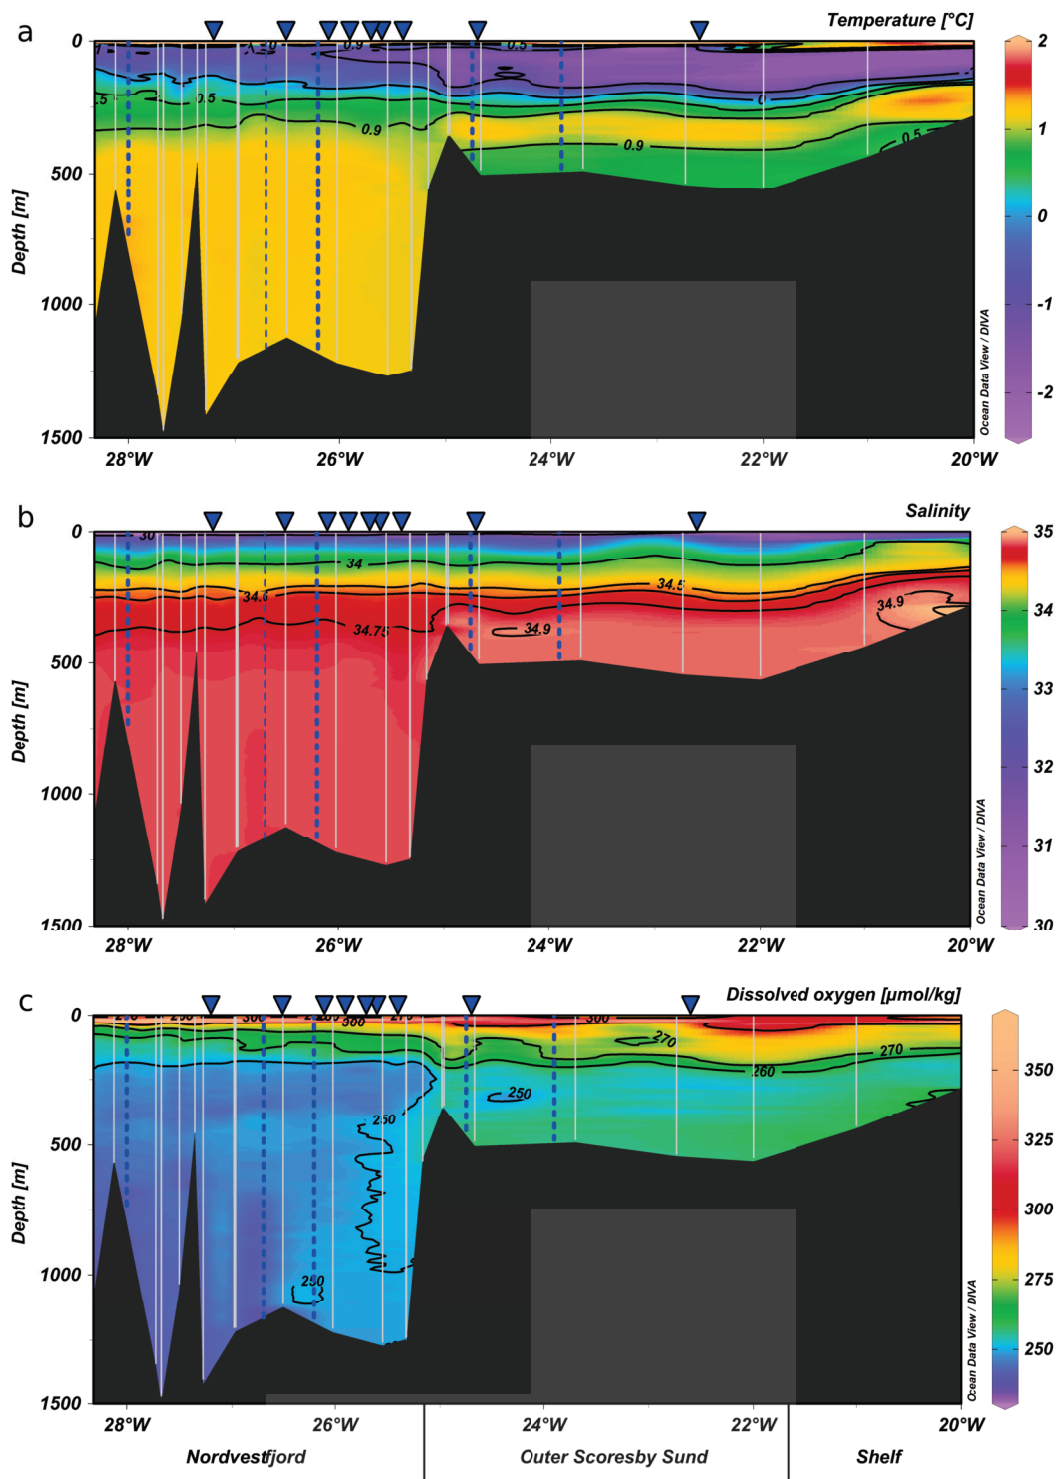 a
Temperature [°C]
0
500
1000
1500
Depth [m]
28°W
26°W
24°W
22°W
20°W
0.9
0.5
0
.5
0.5
0.9
0.9
0
0.5
2
1
0
-1
-2
Ocean Data View / DIVA
b
Salinity
0
500
1000
1500
Depth [m]
28°W
26°W
24°W
22°W
20°W
30
34
34.5
34.75
34.9
34.9
35
34
33
32
31
30
Ocean Data View / DIVA
c
Dissolved oxygen [µmol/kg]
0
500
1000
1500
Depth [m]
28°W
26°W
24°W
22°W
20°W
300
300
300
270
270
260
250
250
250
350
325
300
275
250
Ocean Data View / DIVA
Nordvestfjord
Outer Scoresby Sund
Shelf